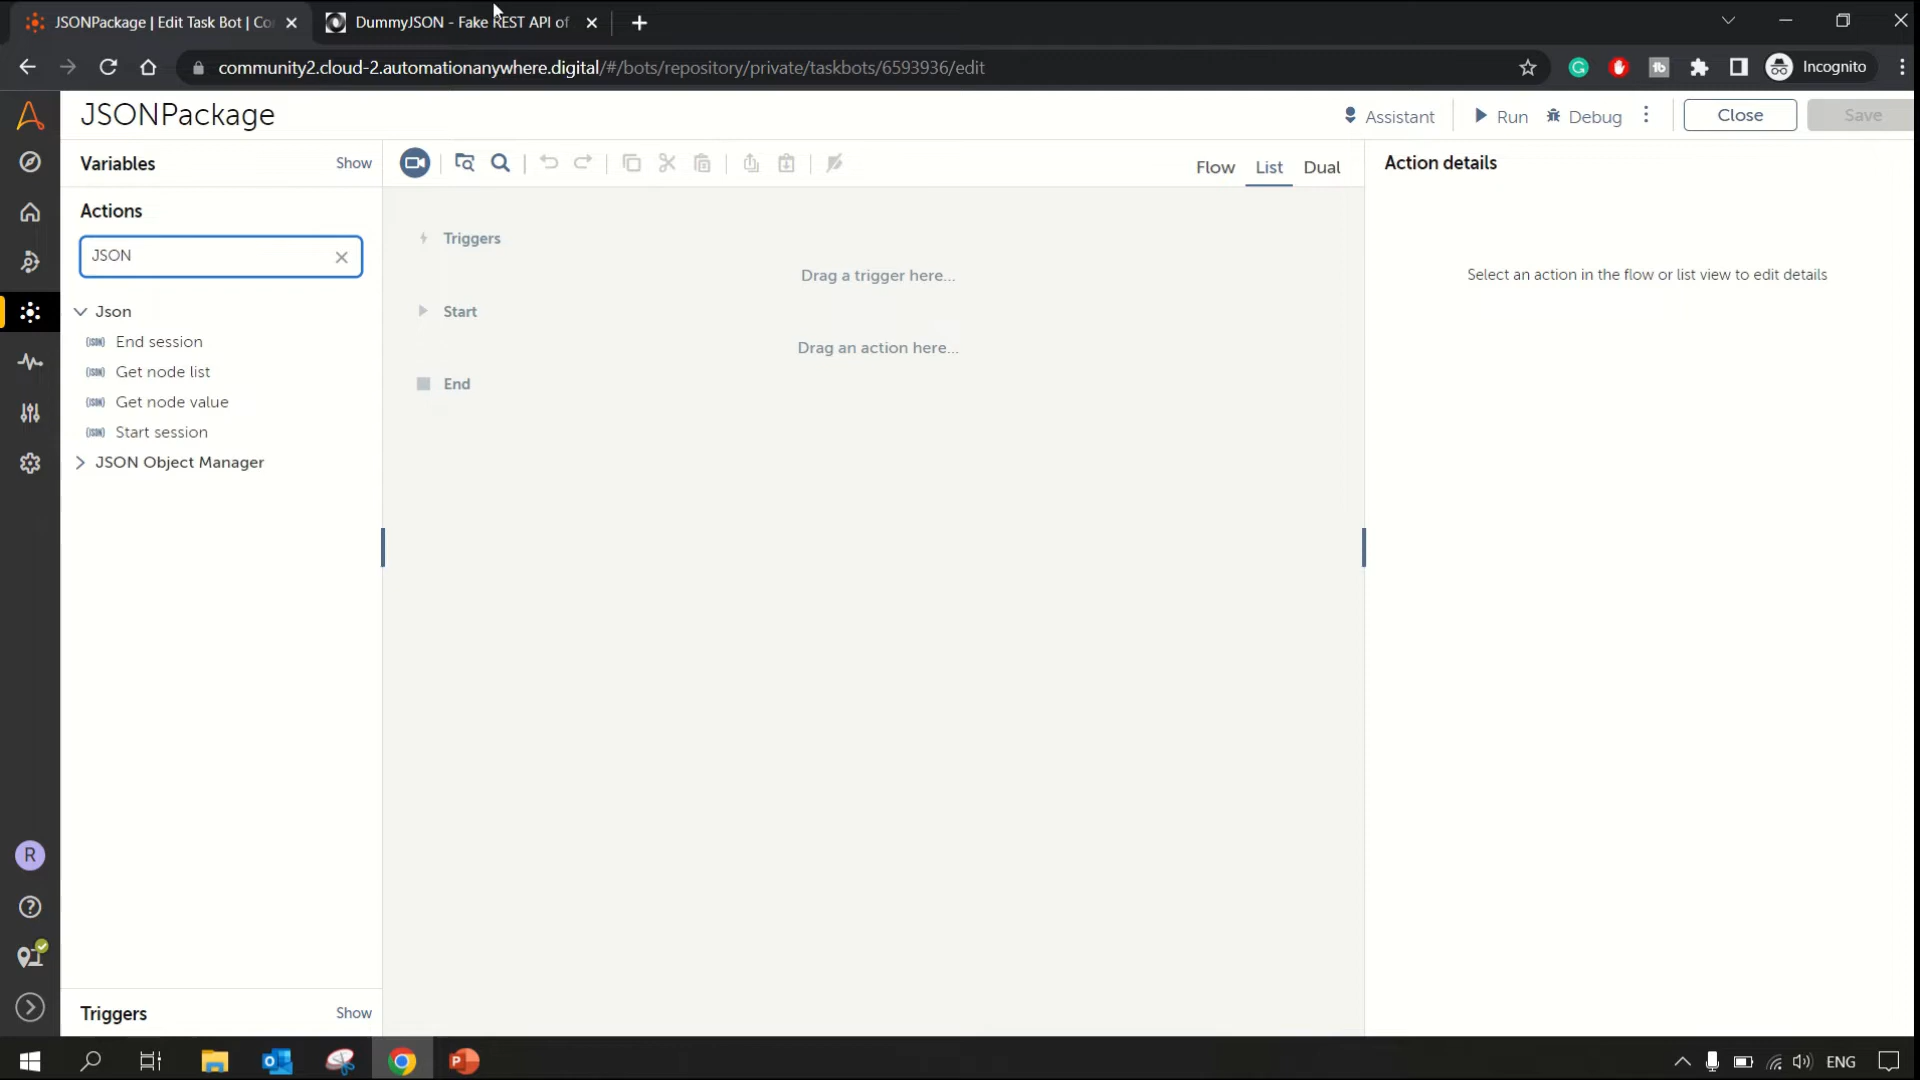 JSONPackage | Edit Task Bot | Co
DummyJSON - Fake REST API of
community2.cloud-2.automationanywhere.digital/#/bots/repository/private/taskbots/6593936/edit
Incognito
JSONPackage
Assistant
Run
Debug
Close
Save
Variables
Show
Flow
List
Dual
Action details
Actions
JSON
Json
End session
Get node list
Get node value
Start session
JSON Object Manager
Triggers
Drag a trigger here...
Start
Drag an action here...
End
Select an action in the flow or list view to edit details
R
Triggers
Show
ENG